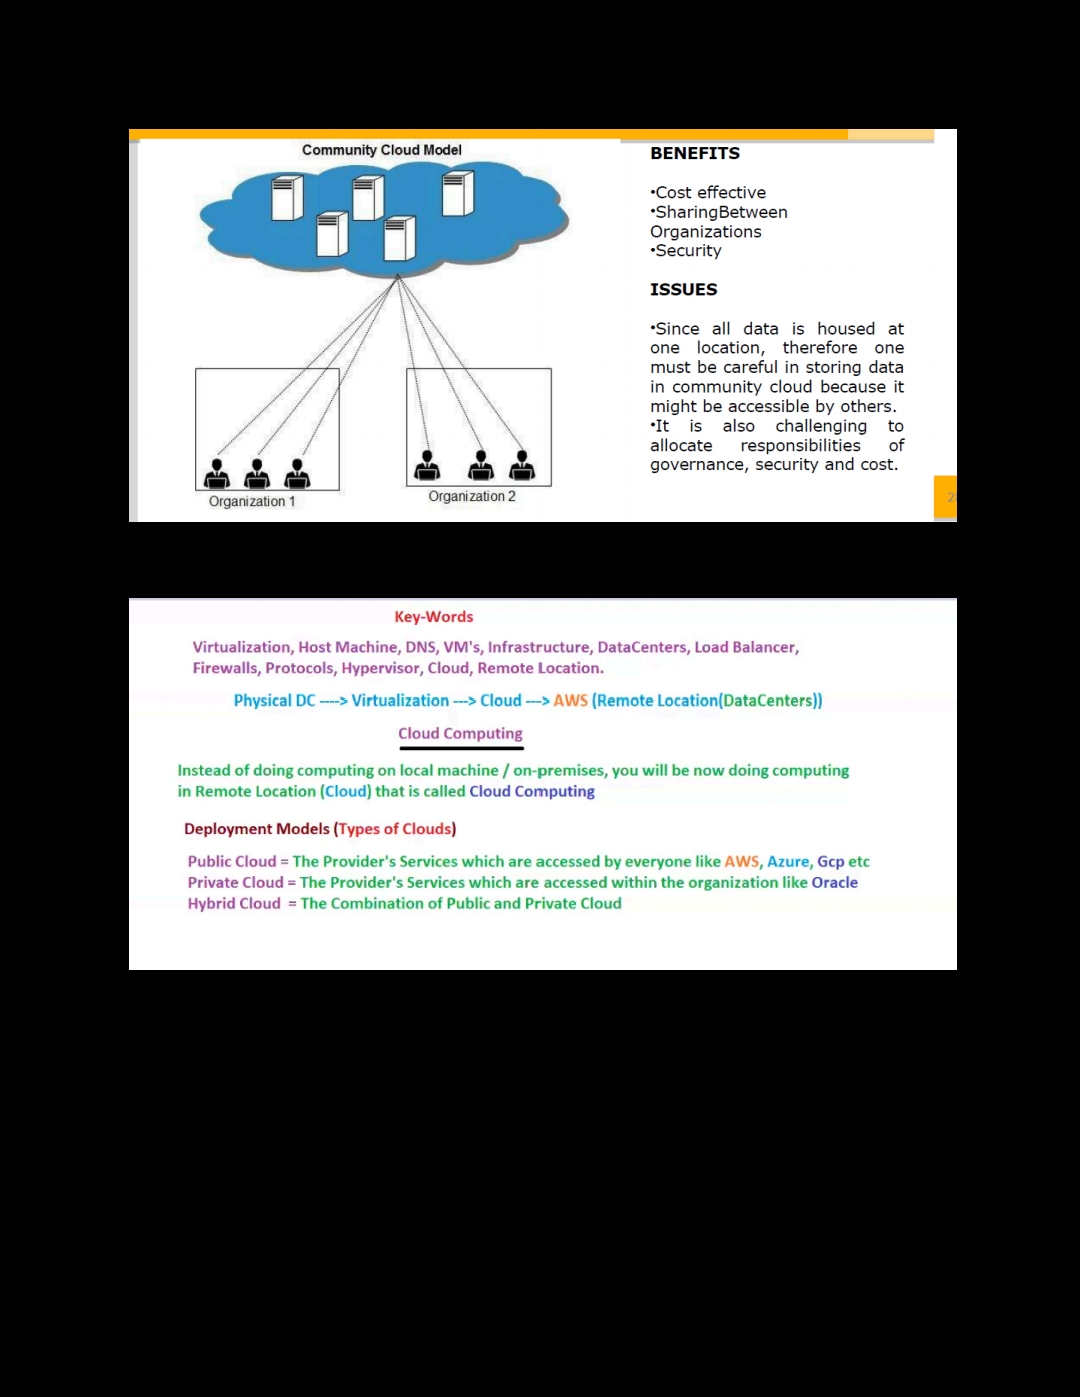 Community Cloud Model
Organization 1
Organization 2
BENEFITS
•Cost effective
•SharingBetween
Organizations
•Security
ISSUES
•Since all data is housed at
one location, therefore one
must be careful in storing data
in community cloud because it
might be accessible by others.
•It is also challenging to
allocate responsibilities of
governance, security and cost.
Key-Words
Virtualization, Host Machine, DNS, VM's, Infrastructure, DataCenters, Load Balancer,
Firewalls, Protocols, Hypervisor, Cloud, Remote Location.
Physical DC ----> Virtualization ---> Cloud ---> AWS (Remote Location(DataCenters))
Cloud Computing
Instead of doing computing on local machine / on-premises, you will be now doing computing
in Remote Location (Cloud) that is called Cloud Computing
Deployment Models (Types of Clouds)
Public Cloud = The Provider's Services which are accessed by everyone like AWS, Azure, Gcp etc
Private Cloud = The Provider's Services which are accessed within the organization like Oracle
Hybrid Cloud = The Combination of Public and Private Cloud